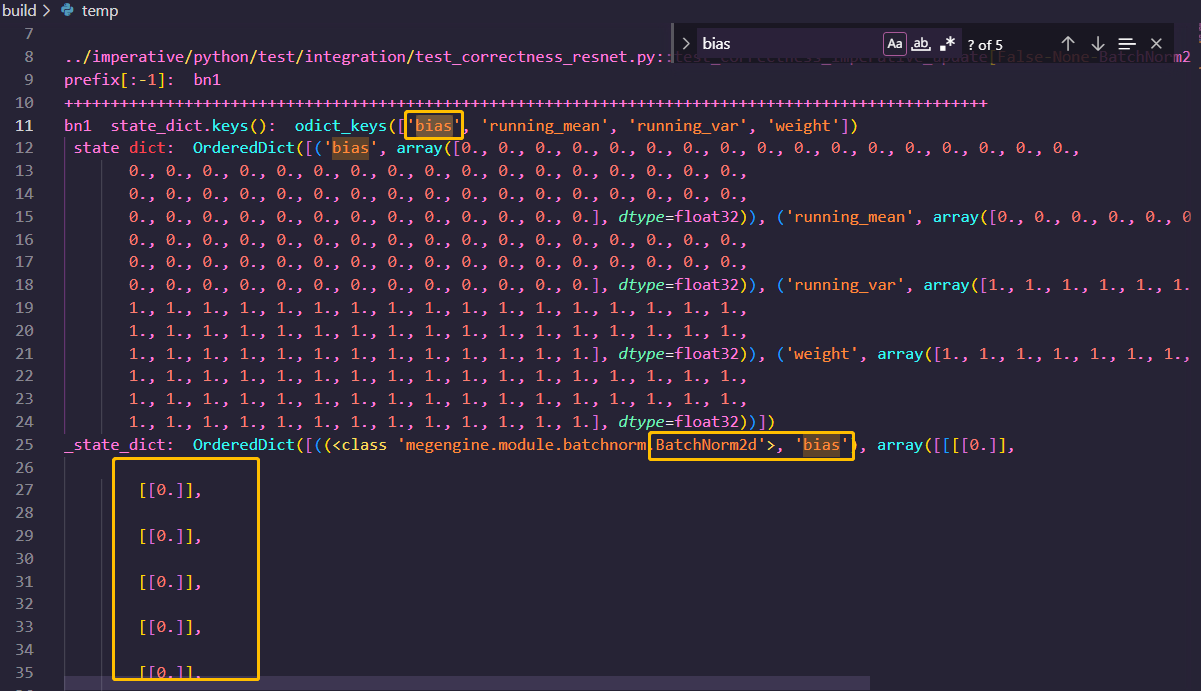 build > temp
bias Aa ab .* ? of 5
7
8 ../imperative/python/test/integration/test_correctness_resnet.py::test_correctness_imperative_update[False-None-BatchNorm2
9 prefix[:-1]:  bn1
10 ++++++++++++++++++++++++++++++++++++++++++++++++++++++++++++++++++++++++++++++++++++++++++++++++++++
11 bn1  state_dict.keys():  odict_keys(['bias', 'running_mean', 'running_var', 'weight'])
12 state dict:  OrderedDict([('bias', array([0., 0., 0., 0., 0., 0., 0., 0., 0., 0., 0., 0., 0., 0., 0., 0., 0.,
13 0., 0., 0., 0., 0., 0., 0., 0., 0., 0., 0., 0., 0., 0., 0., 0., 0.,
14 0., 0., 0., 0., 0., 0., 0., 0., 0., 0., 0., 0., 0., 0., 0., 0., 0.,
15 0., 0., 0., 0., 0., 0., 0., 0., 0., 0., 0., 0., 0.], dtype=float32)), ('running_mean', array([0., 0., 0., 0., 0., 0
16 0., 0., 0., 0., 0., 0., 0., 0., 0., 0., 0., 0., 0., 0., 0., 0., 0.,
17 0., 0., 0., 0., 0., 0., 0., 0., 0., 0., 0., 0., 0., 0., 0., 0., 0.,
18 0., 0., 0., 0., 0., 0., 0., 0., 0., 0., 0., 0., 0.], dtype=float32)), ('running_var', array([1., 1., 1., 1., 1., 1.
19 1., 1., 1., 1., 1., 1., 1., 1., 1., 1., 1., 1., 1., 1., 1., 1., 1.,
20 1., 1., 1., 1., 1., 1., 1., 1., 1., 1., 1., 1., 1., 1., 1., 1., 1.,
21 1., 1., 1., 1., 1., 1., 1., 1., 1., 1., 1., 1., 1.], dtype=float32)), ('weight', array([1., 1., 1., 1., 1., 1., 1.,
22 1., 1., 1., 1., 1., 1., 1., 1., 1., 1., 1., 1., 1., 1., 1., 1., 1.,
23 1., 1., 1., 1., 1., 1., 1., 1., 1., 1., 1., 1., 1., 1., 1., 1., 1.,
24 1., 1., 1., 1., 1., 1., 1., 1., 1., 1., 1., 1., 1.], dtype=float32))])
25 _state_dict:  OrderedDict([((<class 'megengine.module.batchnorm.BatchNorm2d'>, 'bias'), array([[[[0.]],
26
27 [[0.]],
28
29 [[0.]],
30
31 [[0.]],
32
33 [[0.]],
34
35 [[0.]],